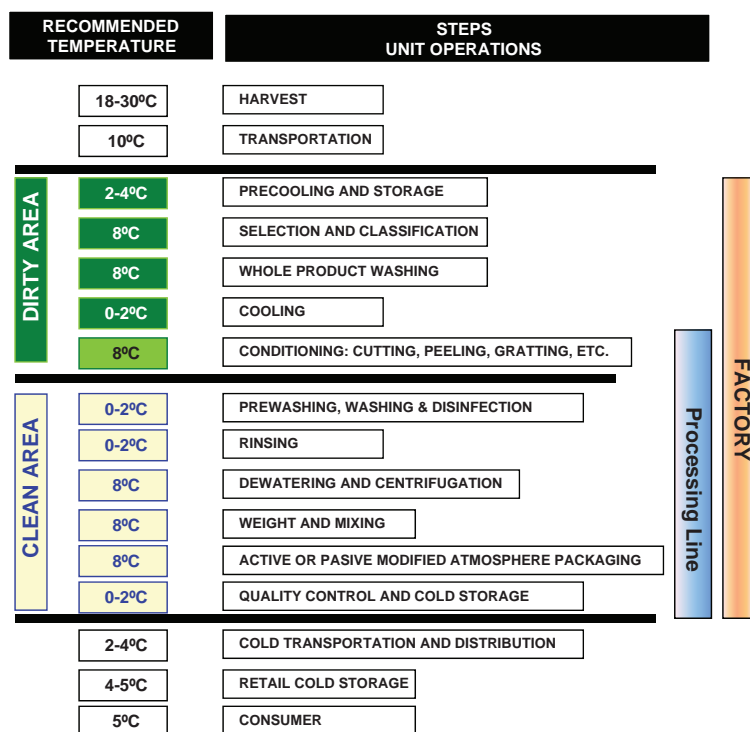 RECOMMENDED
TEMPERATURE
STEPS
UNIT OPERATIONS
18-30ºC
HARVEST
10ºC
TRANSPORTATION
DIRTY AREA
2-4ºC
PRECOOLING AND STORAGE
8ºC
SELECTION AND CLASSIFICATION
8ºC
WHOLE PRODUCT WASHING
0-2ºC
COOLING
8ºC
CONDITIONING: CUTTING, PEELING, GRATTING, ETC.
CLEAN AREA
0-2ºC
PREWASHING, WASHING & DISINFECTION
0-2ºC
RINSING
8ºC
DEWATERING AND CENTRIFUGATION
8ºC
WEIGHT AND MIXING
8ºC
ACTIVE OR PASIVE MODIFIED ATMOSPHERE PACKAGING
0-2ºC
QUALITY CONTROL AND COLD STORAGE
Processing Line
FACTORY
2-4ºC
COLD TRANSPORTATION AND DISTRIBUTION
4-5ºC
RETAIL COLD STORAGE
5ºC
CONSUMER